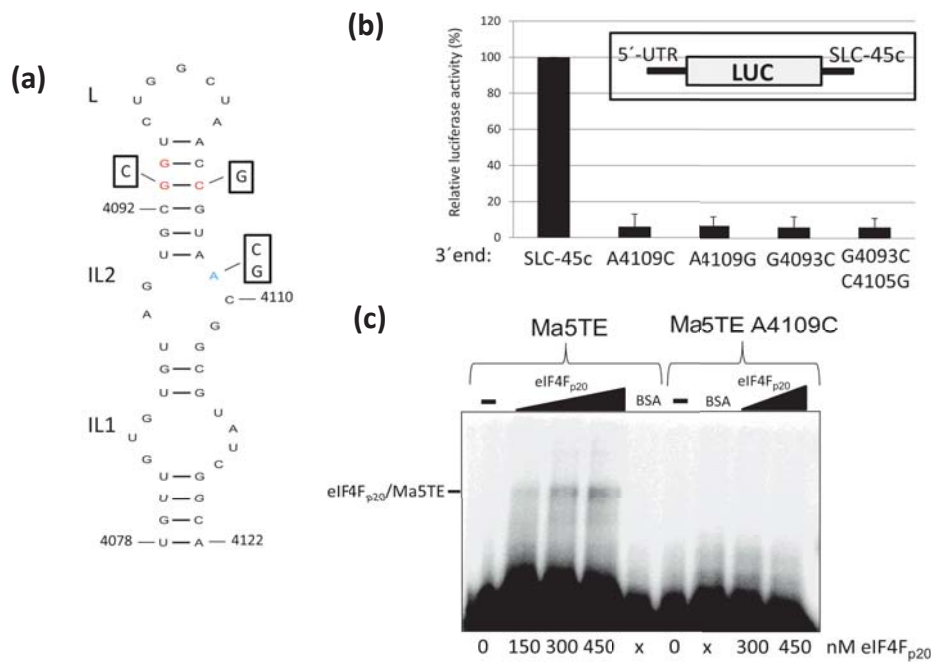 (a)
L
G G C
U U
C A
U A
G C
C G C G
4092 C G
G U
U A
A C
G
IL2 G
C 4110
A G
U G
G C
U G
G U
IL1 A
U U
G C
U G
U G
G C
4078 U A 4122
(b)
Relative luciferase activity (%)
120
100
80
60
40
20
0
5´-UTR LUC SLC-45c
3´end: SLC-45c A4109C A4109G G4093C G4093C
C4105G
(c)
Ma5TE Ma5TE A4109C
eIF4Fp20 BSA BSA eIF4Fp20
eIF4Fp20/Ma5TE
0 150 300 450 x 0 x 300 450 nM eIF4Fp20